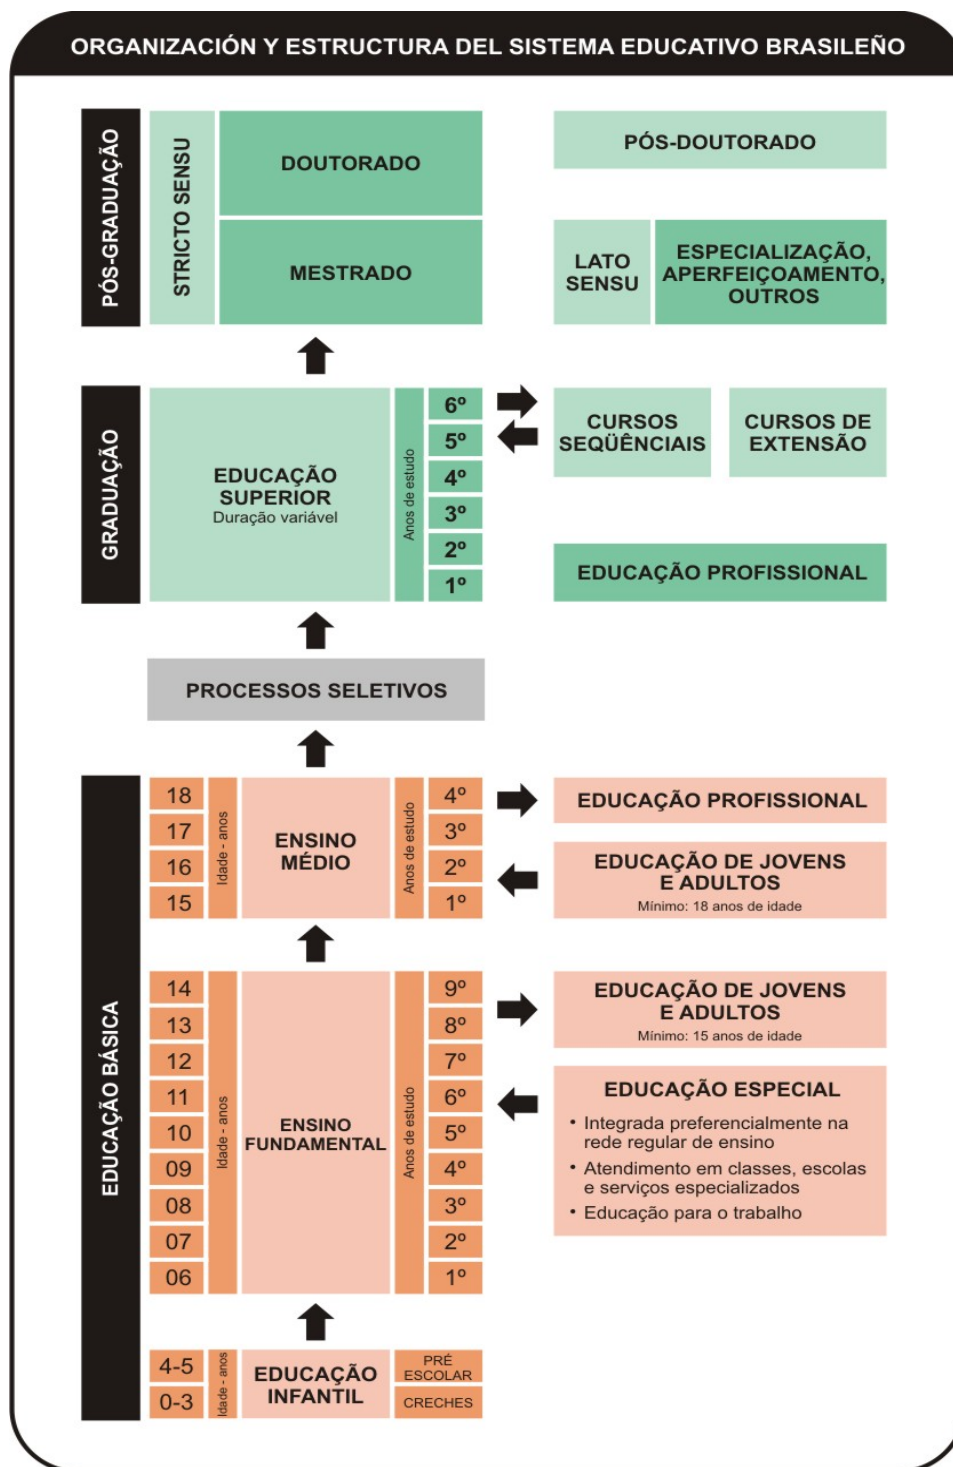 ORGANIZACIÓN Y ESTRUCTURA DEL SISTEMA EDUCATIVO BRASILEÑO
PÓS-GRADUAÇÃO
STRICTO SENSU
DOUTORADO
MESTRADO
PÓS-DOUTORADO
LATO
SENSU
ESPECIALIZAÇÃO,
APERFEIÇOAMENTO,
OUTROS
GRADUAÇÃO
EDUCAÇÃO
SUPERIOR
Duração variável
Anos de estudo
6º
5º
4º
3º
2º
1º
CURSOS
SEQÜÊNCIAIS
CURSOS DE
EXTENSÃO
EDUCAÇÃO PROFISSIONAL
PROCESSOS SELETIVOS
EDUCAÇÃO BÁSICA
18
17
16
15
Idade - anos
ENSINO
MÉDIO
Anos de estudo
4º
3º
2º
1º
EDUCAÇÃO PROFISSIONAL
EDUCAÇÃO DE JOVENS
E ADULTOS
Mínimo: 18 anos de idade
14
13
12
11
10
09
08
07
06
Idade - anos
ENSINO
FUNDAMENTAL
Anos de estudo
9º
8º
7º
6º
5º
4º
3º
2º
1º
EDUCAÇÃO DE JOVENS
E ADULTOS
Mínimo: 15 anos de idade
EDUCAÇÃO ESPECIAL
• Integrada preferencialmente na
rede regular de ensino
• Atendimento em classes, escolas
e serviços especializados
• Educação para o trabalho
4-5
0-3
Idade - anos
EDUCAÇÃO
INFANTIL
PRÉ
ESCOLAR
CRECHES